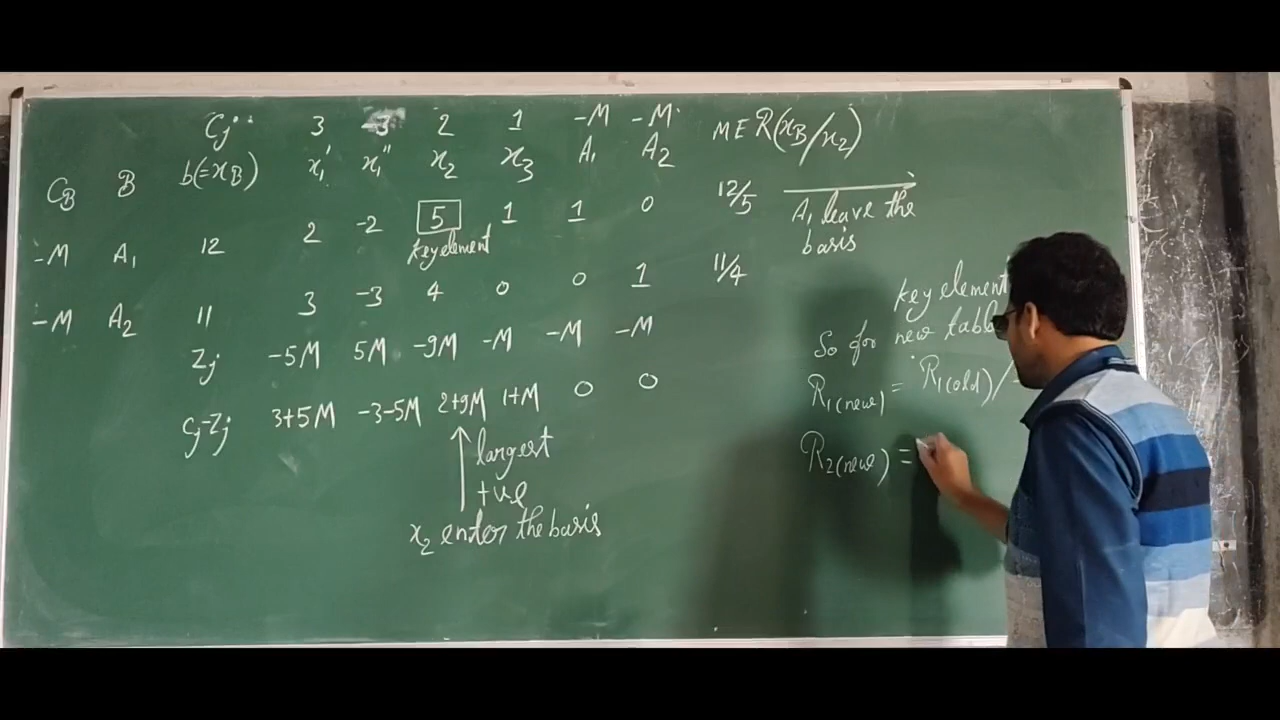 Cj.. 3 -3 2 1 -M -M. MER(xB/x2)
CB B b(=xB) x1' x1'' x2 x3 A1 A2
-M A1 12 2 -2 5 1 1 0 12/5 A1 leave the
basis
key element
-M A2 11 3 -3 4 0 0 1 11/4
key element
Zj -5M 5M -9M -M -M -M
So for new table
Cj-Zj 3+5M -3-5M 2+9M 1+M 0 0
R1(new) = R1(old)/
largest
+ve
R2(new) =
x2 enter the basis